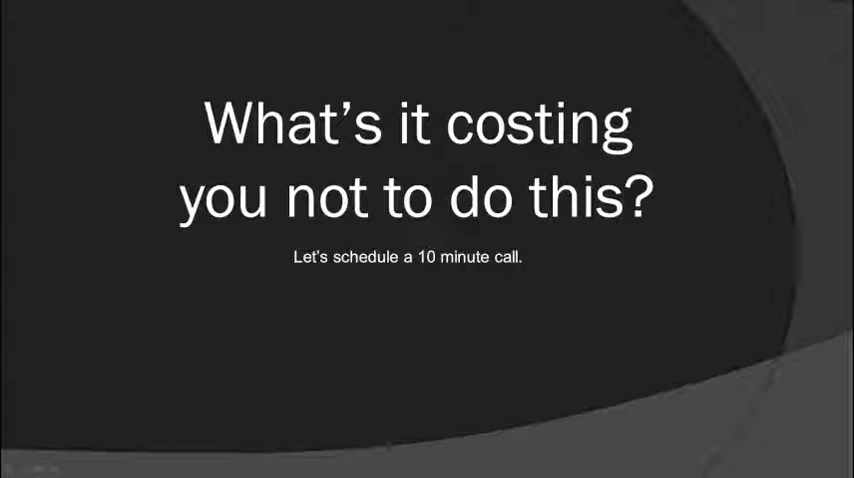 What’s it costing
you not to do this?
Let’s schedule a 10 minute call.